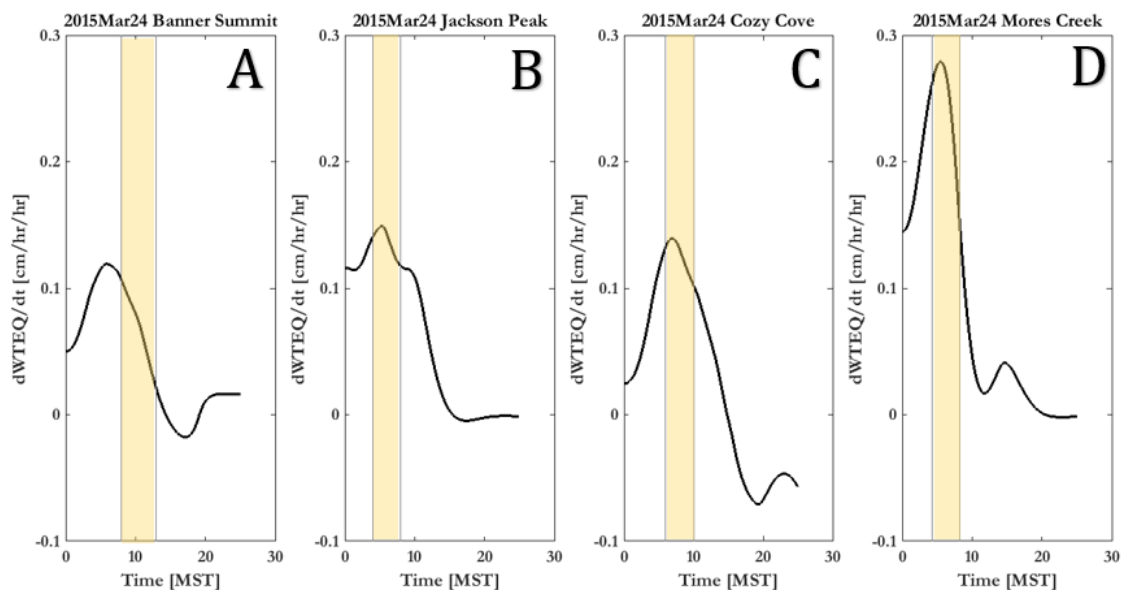 2015Mar24 Banner Summit
2015Mar24 Jackson Peak
2015Mar24 Cozy Cove
2015Mar24 Mores Creek
A
B
C
D
0.3
0.2
0.1
0
-0.1
dWTEQ/dt [cm/hr/hr]
0
10
20
30
Time [MST]
0.3
0.2
0.1
0
-0.1
dWTEQ/dt [cm/hr/hr]
0
10
20
30
Time [MST]
0.3
0.2
0.1
0
-0.1
dWTEQ/dt [cm/hr/hr]
0
10
20
30
Time [MST]
0.3
0.2
0.1
0
-0.1
dWTEQ/dt [cm/hr/hr]
0
10
20
30
Time [MST]